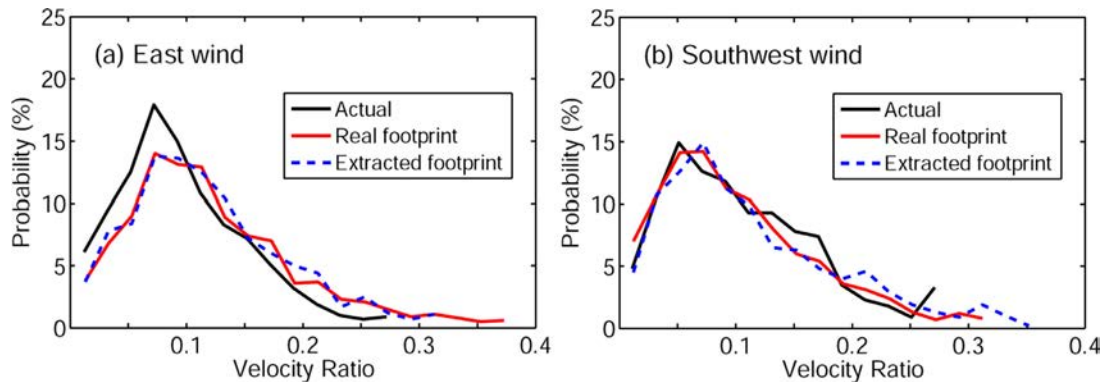 25
20
15
10
5
0
Probability (%)
(a) East wind
Actual
Real footprint
Extracted footprint
0.1
0.2
0.3
0.4
Velocity Ratio
25
20
15
10
5
0
Probability (%)
(b) Southwest wind
Actual
Real footprint
Extracted footprint
0.1
0.2
0.3
0.4
Velocity Ratio